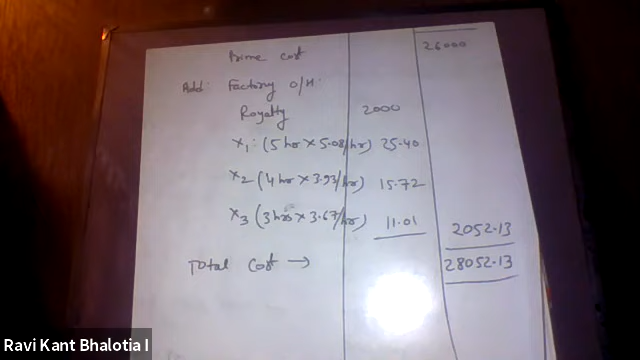 Prime cost 26000
Add: Factory O/H:
Royalty 2000
X₁: (5 hr × 5.08/hr) 25.40
X₂ (4 hr × 3.93/hr) 15.72
X₃ (3 hrs × 3.67/hr) 11.01 2052.13
Total Cost → 28052.13
Ravi Kant Bhalotia I